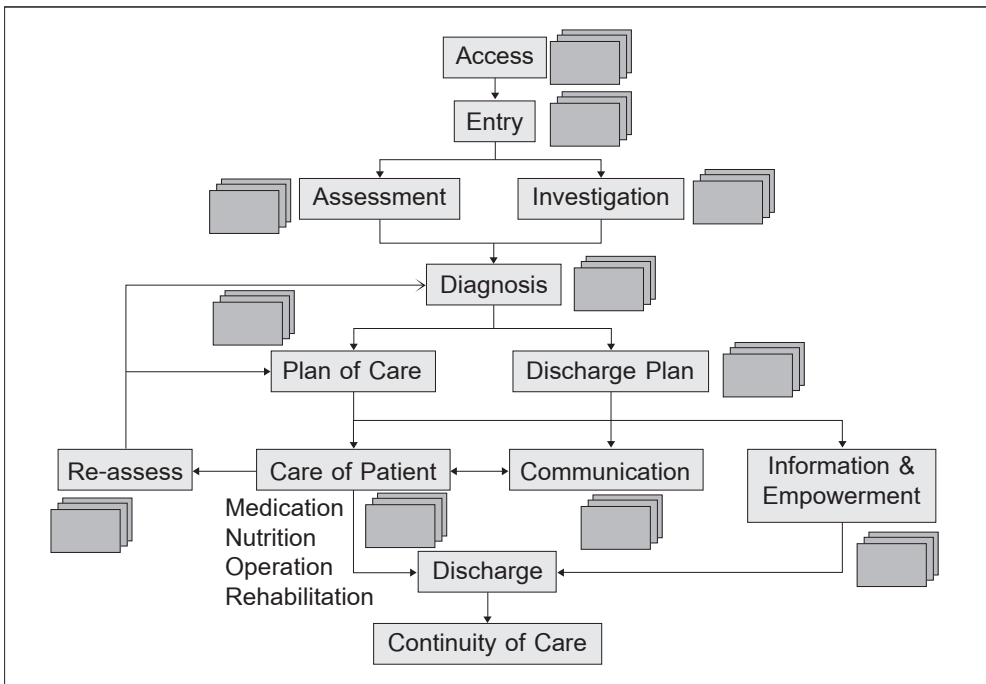 Access
Entry
Assessment
Investigation
Diagnosis
Plan of Care
Discharge Plan
Re-assess
Care of Patient
Communication
Information &
Empowerment
Medication
Nutrition
Operation
Rehabilitation
Discharge
Continuity of Care